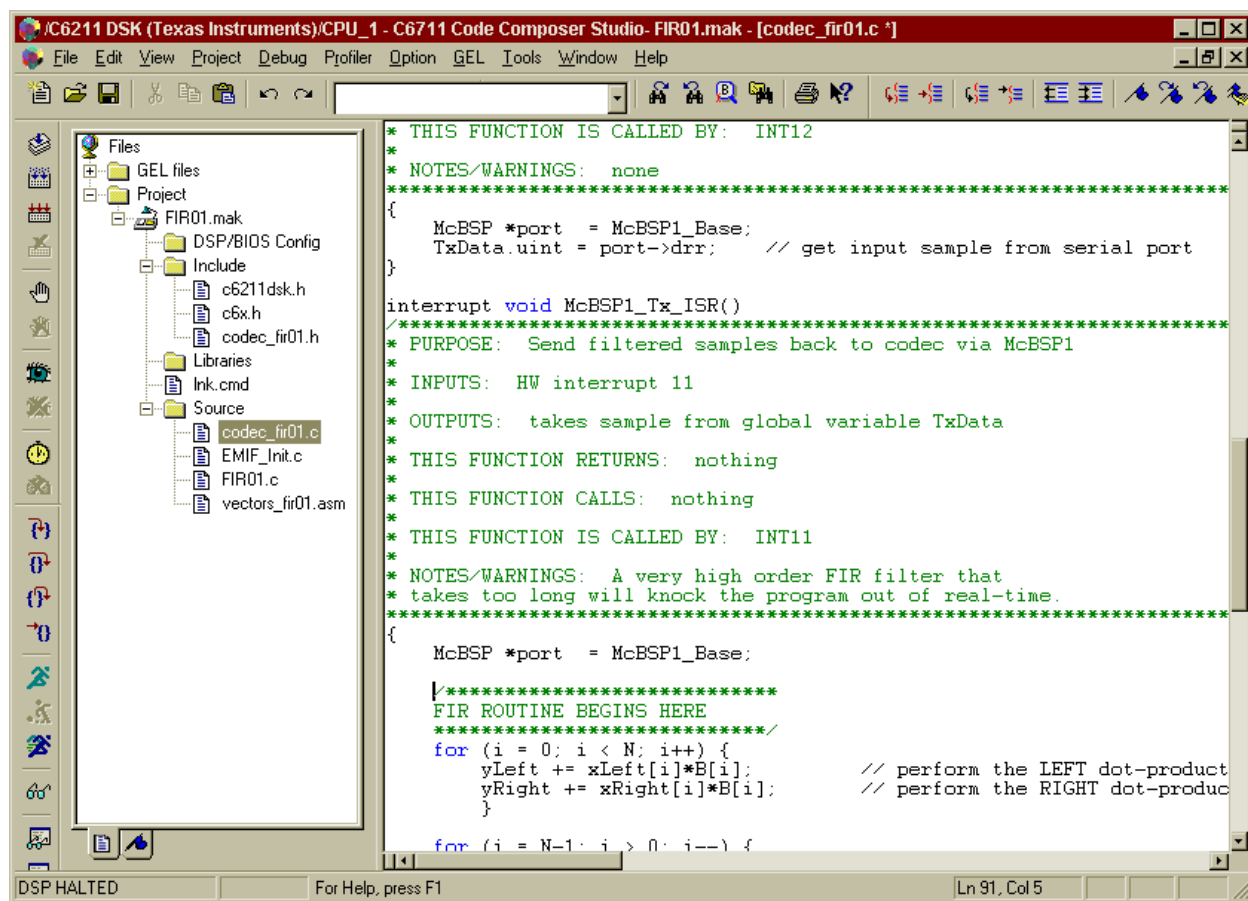 /C6211 DSK (Texas Instruments)/CPU_1 - C6711 Code Composer Studio- FIR01.mak - [codec_fir01.c *]
File Edit View Project Debug Profiler Option GEL Tools Window Help
Files
GEL files
Project
FIR01.mak
DSP/BIOS Config
Include
c6211dsk.h
c6x.h
codec_fir01.h
Libraries
lnk.cmd
Source
codec_fir01.c
EMIF_Init.c
FIR01.c
vectors_fir01.asm
* THIS FUNCTION IS CALLED BY:  INT12
*
* NOTES/WARNINGS:  none
************************************************************************
{
    McBSP *port  = McBSP1_Base;
    TxData.uint = port->drr;    // get input sample from serial port
}
interrupt void McBSP1_Tx_ISR()
/***********************************************************************
* PURPOSE:  Send filtered samples back to codec via McBSP1
*
* INPUTS:  HW interrupt 11
*
* OUTPUTS:  takes sample from global variable TxData
*
* THIS FUNCTION RETURNS:  nothing
*
* THIS FUNCTION CALLS:  nothing
*
* THIS FUNCTION IS CALLED BY:  INT11
*
* NOTES/WARNINGS:  A very high order FIR filter that
* takes too long will knock the program out of real-time.
************************************************************************
{
    McBSP *port  = McBSP1_Base;
    /****************************
    FIR ROUTINE BEGINS HERE
    ****************************/
    for (i = 0; i < N; i++) {
        yLeft += xLeft[i]*B[i];         // perform the LEFT dot-product
        yRight += xRight[i]*B[i];       // perform the RIGHT dot-produc
        }
    for (i = N-1; i > 0; i--) {
DSP HALTED
For Help, press F1
Ln 91, Col 5